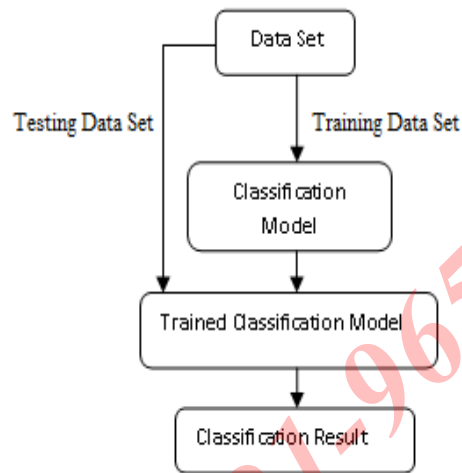 Data Set
Testing Data Set
Training Data Set
Classification
Model
Trained Classification Model
Classification Result